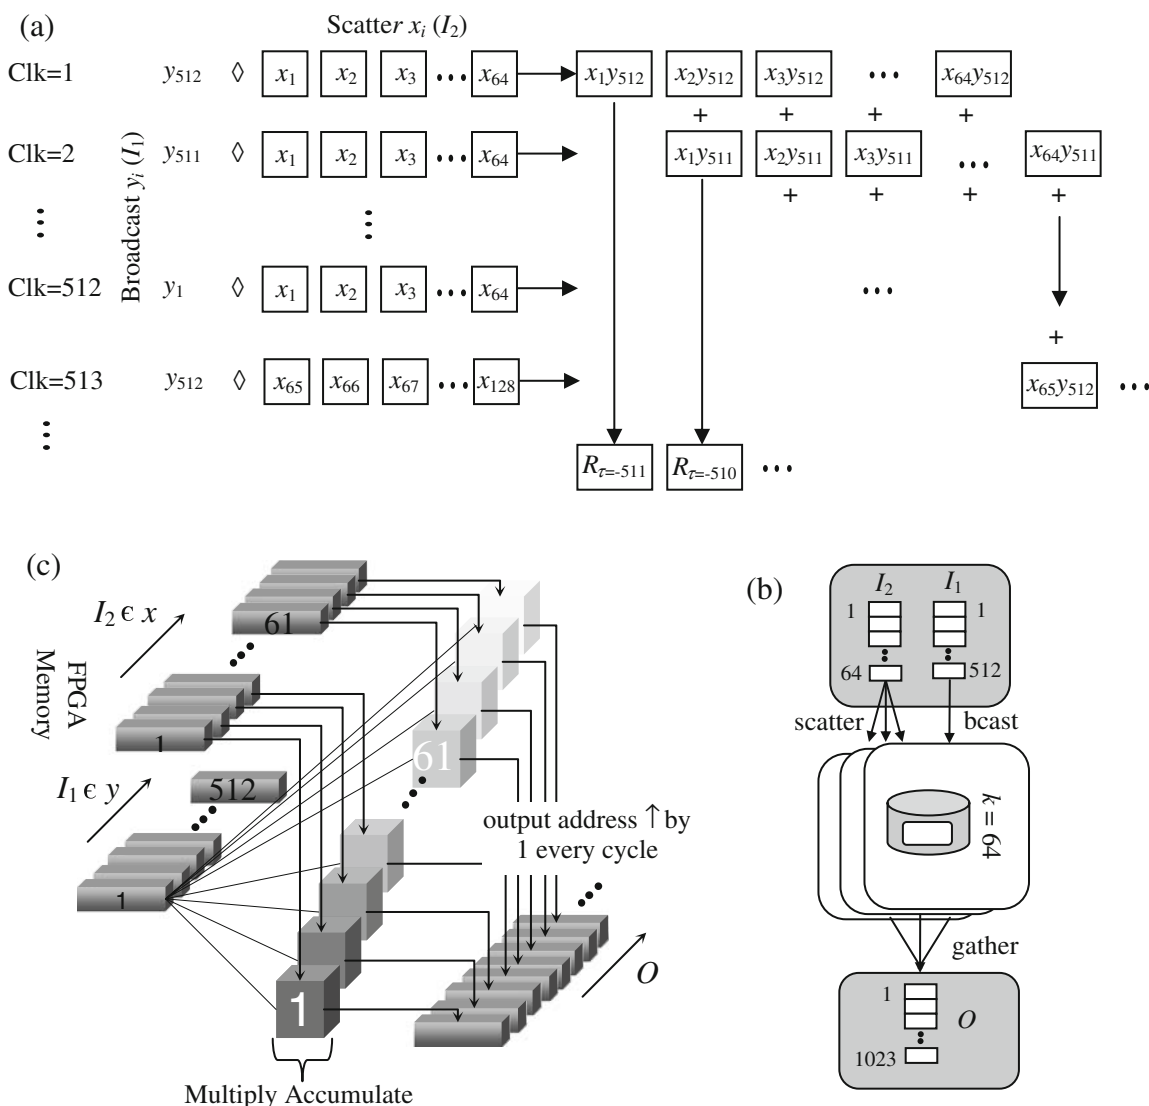 (a)
Scatter x_i (I_2)
Broadcast y_i (I_1)
Clk=1 y_512 ◊ x_1 x_2 x_3 ••• x_64 x_1y_512 x_2y_512 x_3y_512 ••• x_64y_512
+ + + +
Clk=2 y_511 ◊ x_1 x_2 x_3 ••• x_64 x_1y_511 x_2y_511 x_3y_511 ••• x_64y_511
+ + + +
Clk=512 y_1 ◊ x_1 x_2 x_3 ••• x_64 •••
+
Clk=513 y_512 ◊ x_65 x_66 x_67 ••• x_128 x_65y_512 •••
R_τ=-511 R_τ=-510 •••
(c)
I_2 ϵ x
FPGA
Memory
61
1
I_1 ϵ y
512
1
61
output address ↑ by
1 every cycle
1
O
Multiply Accumulate
(b)
I_2 I_1
1 1
64 512
scatter bcast
k = 64
gather
1
O
1023